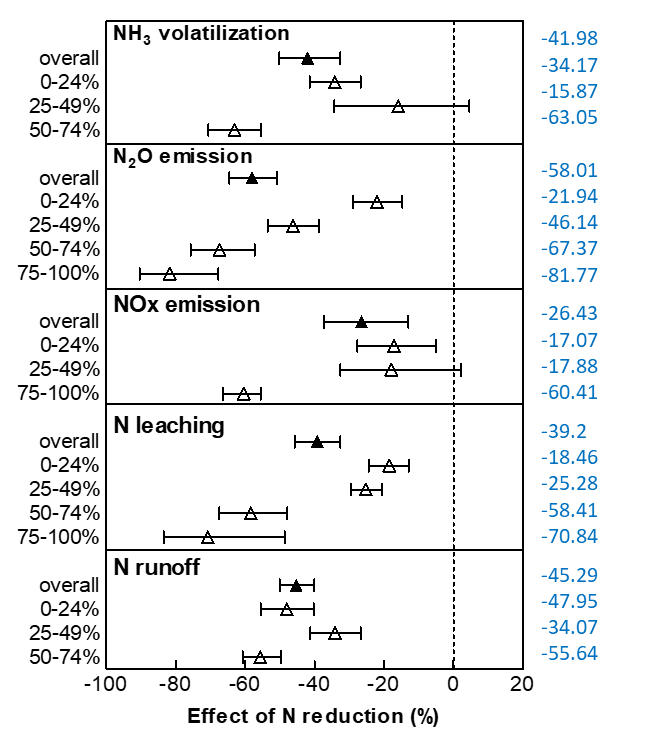 NH3 volatilization
overall -41.98
0-24% -34.17
25-49% -15.87
50-74% -63.05
N2O emission
overall -58.01
0-24% -21.94
25-49% -46.14
50-74% -67.37
75-100% -81.77
NOx emission
overall -26.43
0-24% -17.07
25-49% -17.88
75-100% -60.41
N leaching
overall -39.2
0-24% -18.46
25-49% -25.28
50-74% -58.41
75-100% -70.84
N runoff
overall -45.29
0-24% -47.95
25-49% -34.07
50-74% -55.64
-100 -80 -60 -40 -20 0 20
Effect of N reduction (%)